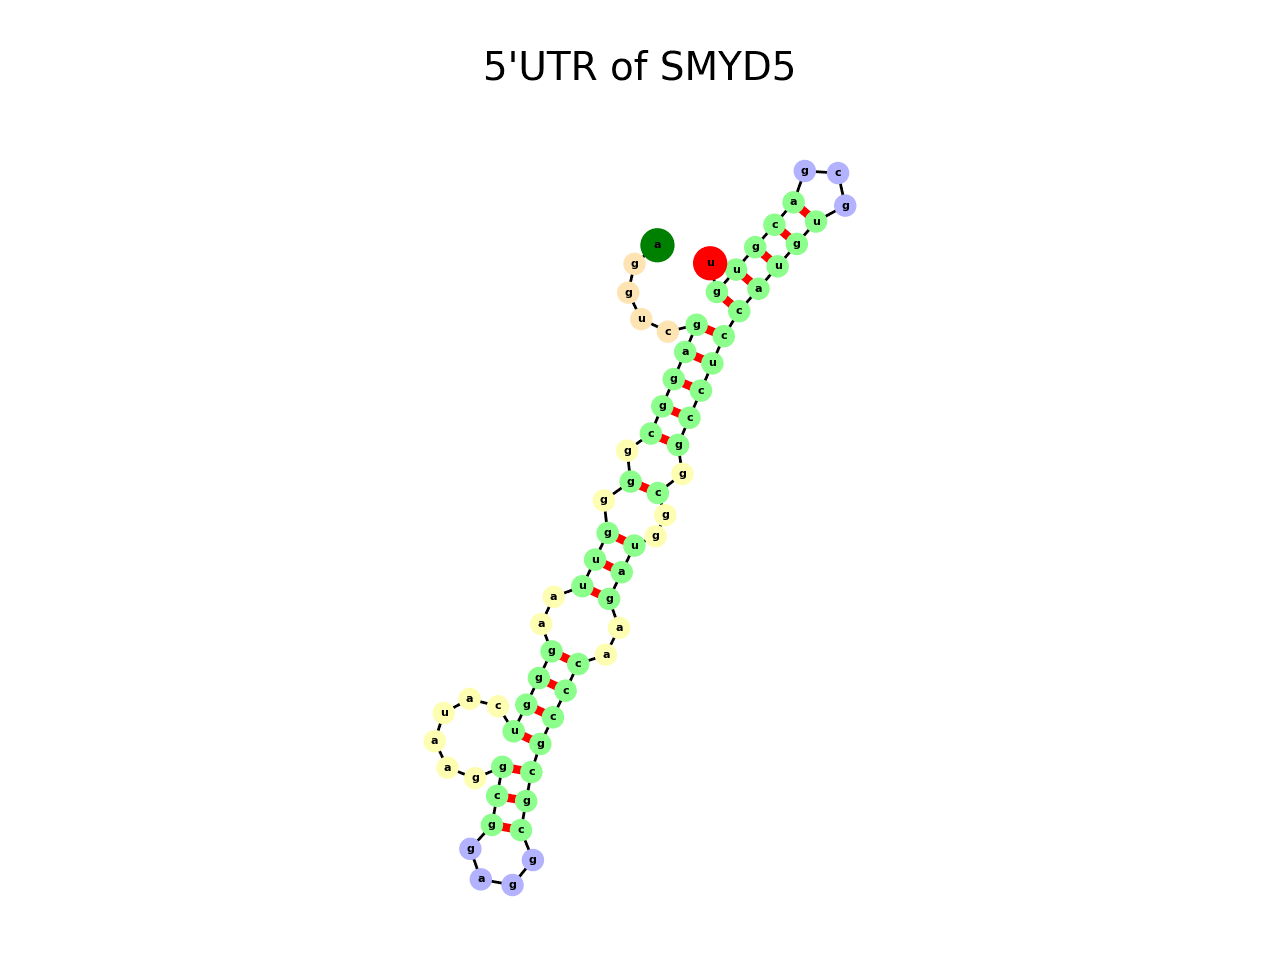 5'UTR of SMYD5
g c
a g
c u
g g
a u u
g g a
g c
u c g c
a u
g c
g c
c g
g g
g c
g g
g g
u u
u a
a g
a a
g a
g c
a c g c
u u g c
a g g
a g c
g c g
g c
g g
a g